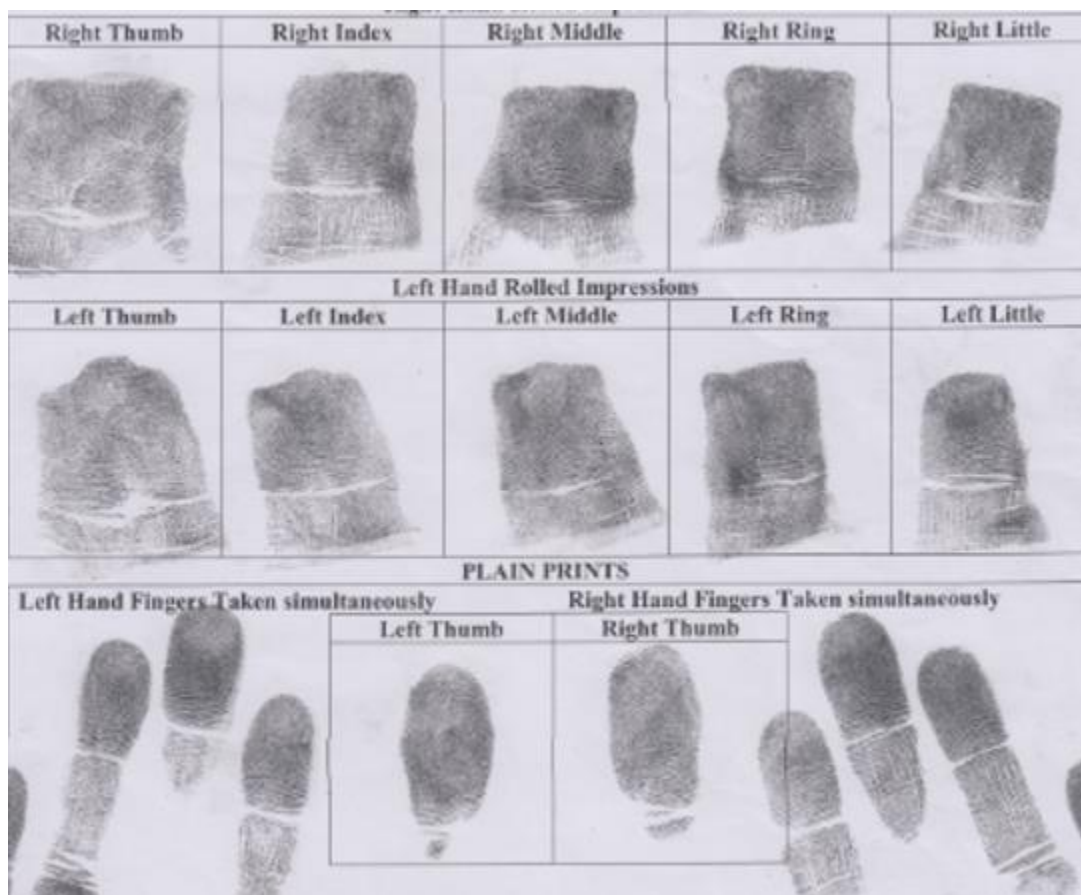 Right Thumb Right Index Right Middle Right Ring Right Little
Left Hand Rolled Impressions
Left Thumb Left Index Left Middle Left Ring Left Little
PLAIN PRINTS
Left Hand Fingers Taken simultaneously Right Hand Fingers Taken simultaneously
Left Thumb Right Thumb